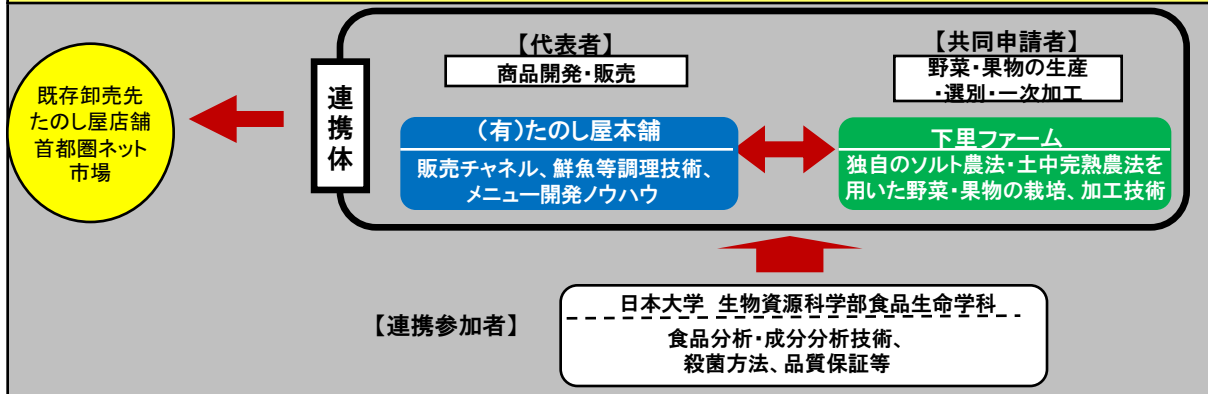 【代表者】
商品開発・販売
【共同申請者】
野菜・果物の生産
・選別・一次加工
連携体
既存卸売先
たのし屋店舗
首都圏ネット
市場
(有)たのし屋本舗
販売チャネル、鮮魚等調理技術、
メニュー開発ノウハウ
下里ファーム
独自のソルト農法・土中完熟農法を
用いた野菜・果物の栽培、加工技術
【連携参加者】
日本大学 生物資源科学部食品生命学科
食品分析・成分分析技術、
殺菌方法、品質保証等